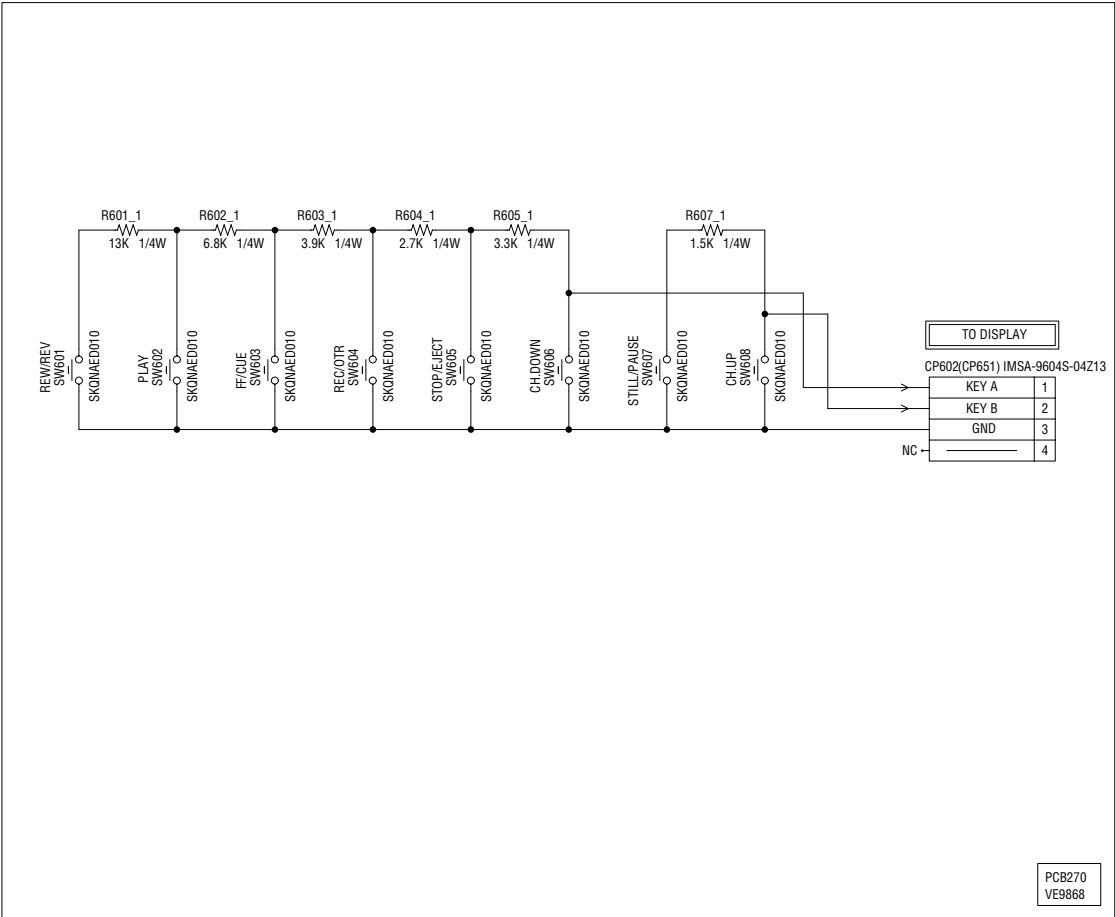 R601_1
13K 1/4W
R602_1
6.8K 1/4W
R603_1
3.9K 1/4W
R604_1
2.7K 1/4W
R605_1
3.3K 1/4W
R607_1
1.5K 1/4W
REW/REV
SW601
SKQNAED010
PLAY
SW602
SKQNAED010
FF/CUE
SW603
SKQNAED010
REC/OTR
SW604
SKQNAED010
STOP/EJECT
SW605
SKQNAED010
CH.DOWN
SW606
SKQNAED010
STILL/PAUSE
SW607
SKQNAED010
CH.UP
SW608
SKQNAED010
TO DISPLAY
CP602(CP651) IMSA-9604S-04Z13
KEY A 1
KEY B 2
GND 3
NC 4
PCB270
VE9868